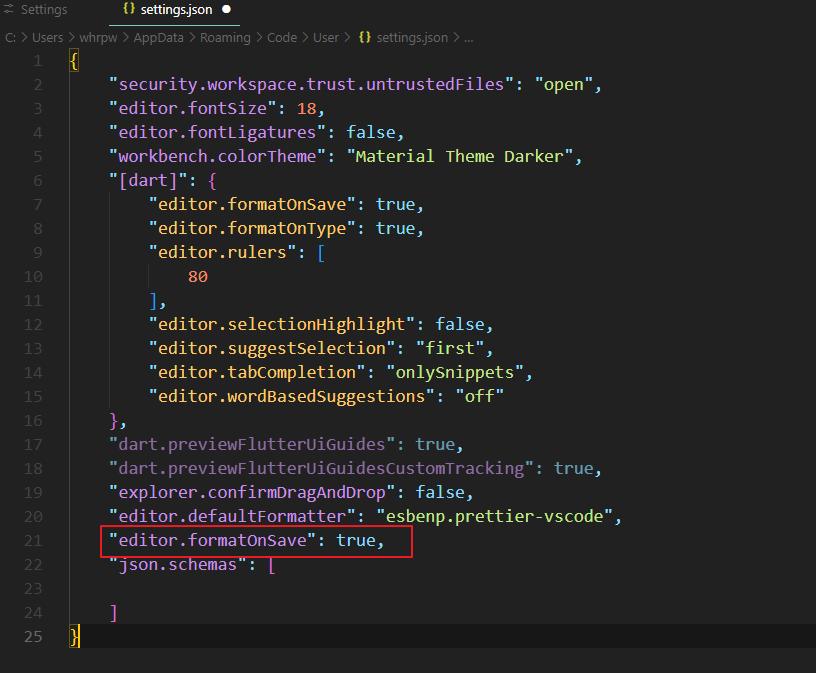 Settings
{} settings.json
C: > Users > whrpw > AppData > Roaming > Code > User > {} settings.json > ...
1 {
2 "security.workspace.trust.untrustedFiles": "open",
3 "editor.fontSize": 18,
4 "editor.fontLigatures": false,
5 "workbench.colorTheme": "Material Theme Darker",
6 "[dart]": {
7 "editor.formatOnSave": true,
8 "editor.formatOnType": true,
9 "editor.rulers": [
10 80
11 ],
12 "editor.selectionHighlight": false,
13 "editor.suggestSelection": "first",
14 "editor.tabCompletion": "onlySnippets",
15 "editor.wordBasedSuggestions": "off"
16 },
17 "dart.previewFlutterUiGuides": true,
18 "dart.previewFlutterUiGuidesCustomTracking": true,
19 "explorer.confirmDragAndDrop": false,
20 "editor.defaultFormatter": "esbenp.prettier-vscode",
21 "editor.formatOnSave": true,
22 "json.schemas": [
23
24 ]
25 }